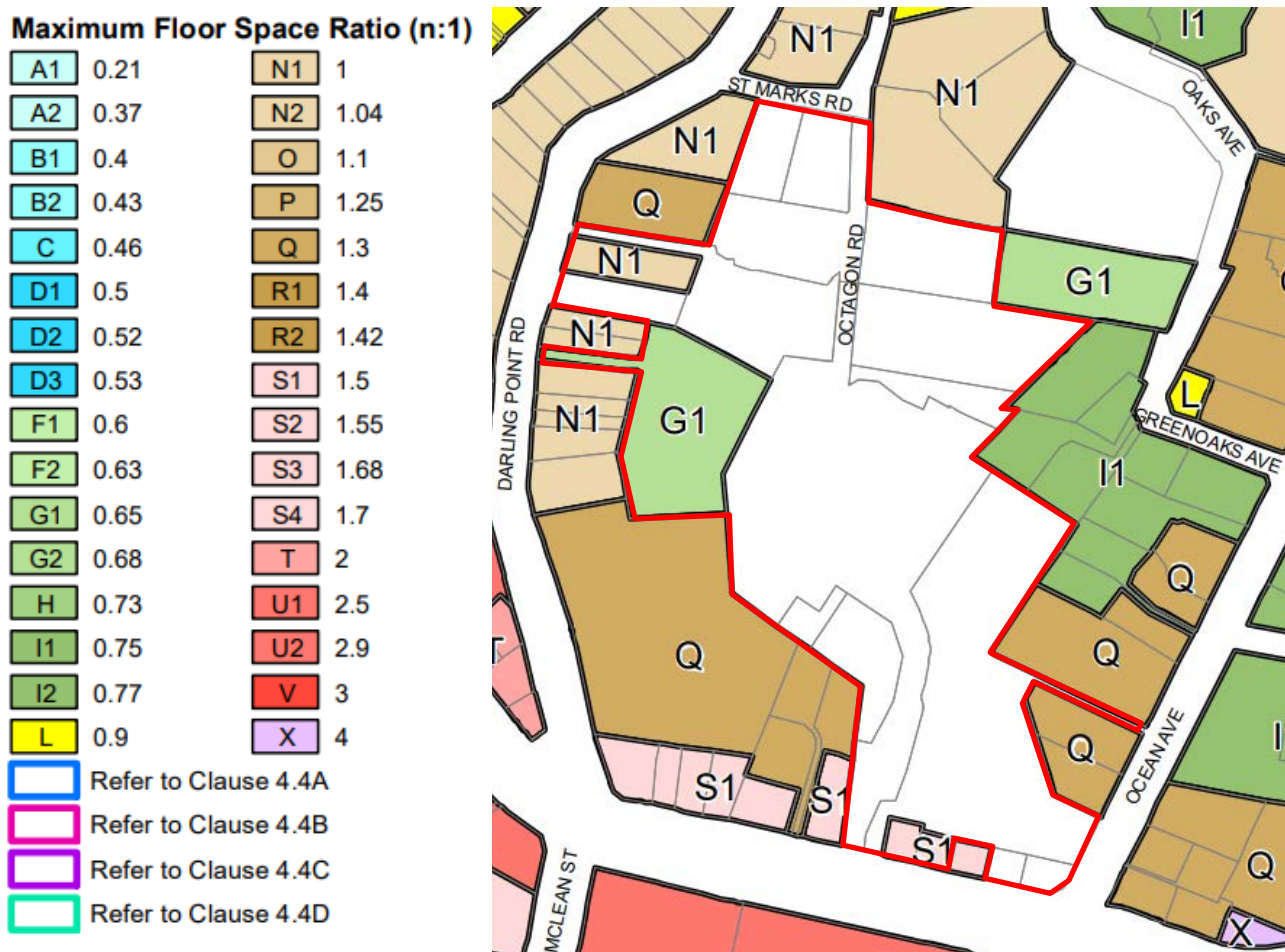 Maximum Floor Space Ratio (n:1)
A1 0.21 N1 1
A2 0.37 N2 1.04
B1 0.4 O 1.1
B2 0.43 P 1.25
C 0.46 Q 1.3
D1 0.5 R1 1.4
D2 0.52 R2 1.42
D3 0.53 S1 1.5
F1 0.6 S2 1.55
F2 0.63 S3 1.68
G1 0.65 S4 1.7
G2 0.68 T 2
H 0.73 U1 2.5
I1 0.75 U2 2.9
I2 0.77 V 3
L 0.9 X 4
Refer to Clause 4.4A
Refer to Clause 4.4B
Refer to Clause 4.4C
Refer to Clause 4.4D
N1
I1
ST MARKS RD
N1
OAKS AVE
N1
Q
OCTAGON RD
N1
G1
DARLING POINT RD
N1
L
N1
G1
GREENOAKS AVE
I1
Q
Q
Q
OCEAN AVE
Q
S1
S1
S1
Q
MCLEAN ST
X